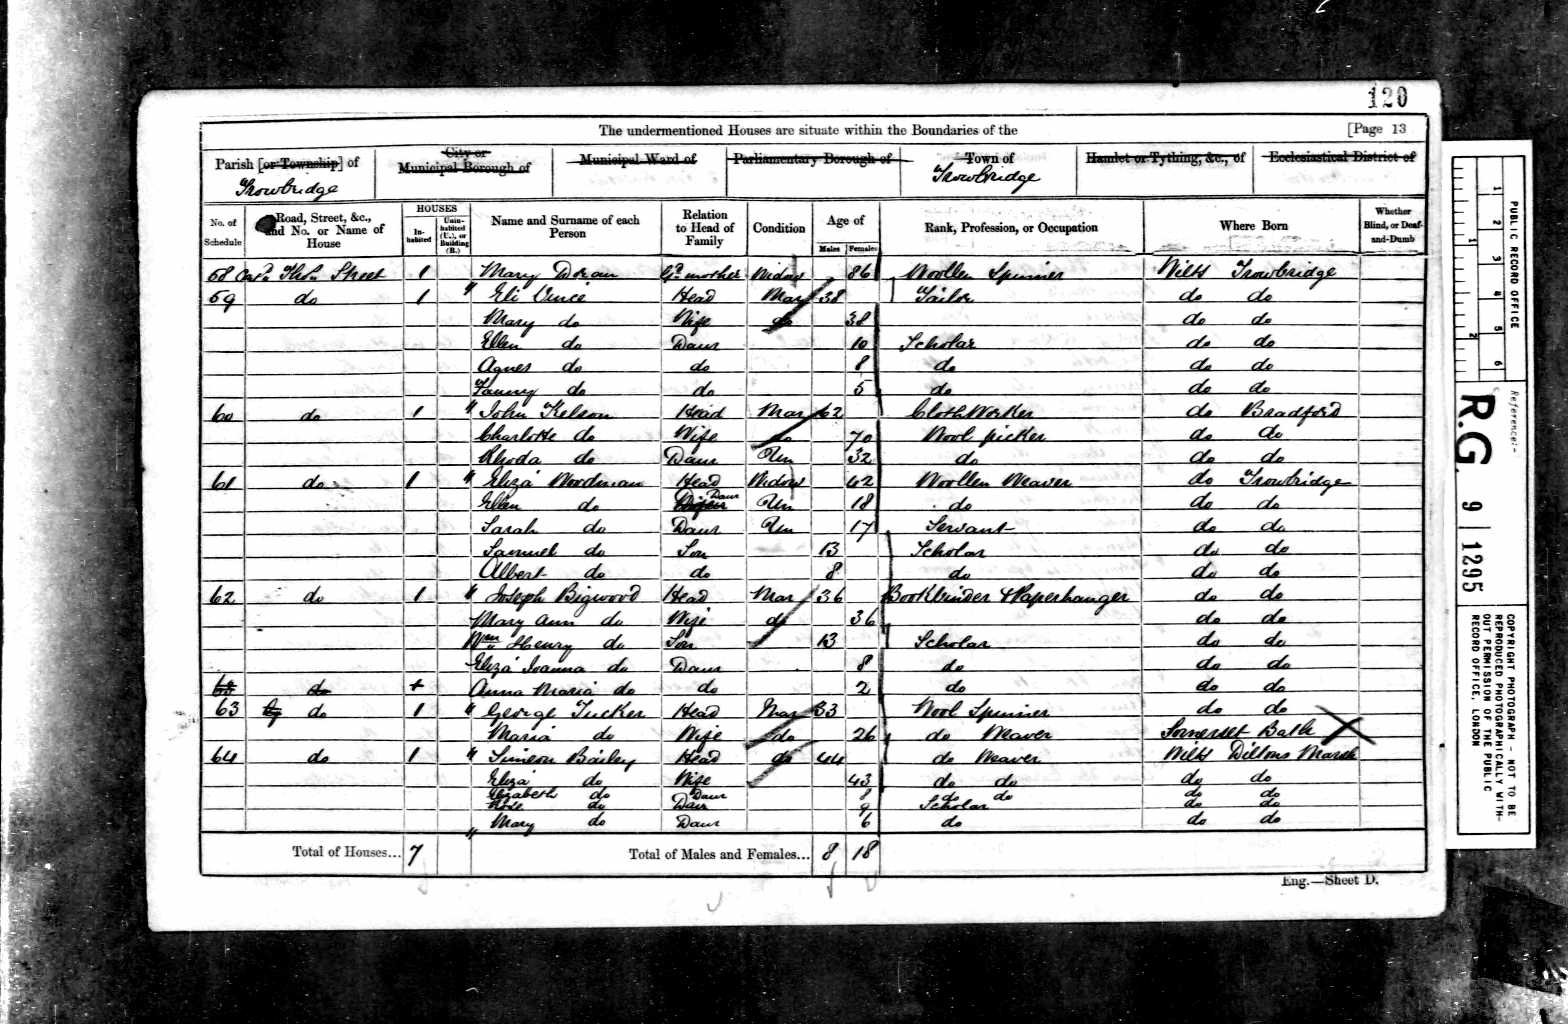 120
The undermentioned Houses are situate within the Boundaries of the [Page 13
Parish [or Township] of Trowbridge City or Municipal Borough of Municipal Ward of Parliamentary Borough of Town of Trowbridge Hamlet or Tything, &c., of Ecclesiastical District of
No. of Schedule Road, Street, &c., and No. or Name of House HOUSES Inhabited Uninhabited (U.), or Building (B.) Name and Surname of each Person Relation to Head of Family Condition Age of Males Females Rank, Profession, or Occupation Where Born Whether Blind, or Deaf-and-Dumb
58 Street 1 Mary Doran mother Widow 86 Woollen Spinner Wilts Trowbridge
59 do 1 " Eli Vince Head Mar 38 Tailor do do
Mary do Wife do 38 do do
Ellen do Daur 10 Scholar do do
Agnes do do 8 do do do
Fanny do do 5 do do do
60 do 1 " John Kelson Head Mar 62 Cloth Worker do Bradford
Charlotte do Wife do 70 Wool picker do do
Rhoda do Daur Un 32 do do do
61 do 1 " Eliza Woodman Head Widow 42 Woollen Weaver do Trowbridge
Ellen do Daur Un 18 do do do
Sarah do Daur Un 17 Servant do do
Samuel do Son 13 Scholar do do
Albert do do 8 do do do
62 do 1 " Joseph Bigwood Head Mar 36 Bookbinder & Paperhanger do do
Mary Ann do Wife do 36 do do
Wm Henry do Son 13 Scholar do do
Eliza Joanna do Daur 8 do do do
do Anna Maria do do 2 do do do
63 do 1 " George Tucker Head Mar 33 Wool Spinner do do
Maria do Wife do 26 do Weaver Somerset Bath
64 do 1 " Simeon Bailey Head do 44 do Weaver Wilts Diltons Marsh
Eliza do Wife 43 do do do do
Elizabeth do Daur 8 do do do do
Rose do Daur 9 Scholar do do
" Mary do Daur 6 do do do
Total of Houses... 7 Total of Males and Females... 8 18
Eng.—Sheet D.
PUBLIC RECORD OFFICE
1 2 3 4 5 6
1 2
Reference:-
R.G. 9 1295
COPYRIGHT PHOTOGRAPH - NOT TO BE
REPRODUCED PHOTOGRAPHICALLY WITH-
OUT PERMISSION OF THE PUBLIC
RECORD OFFICE, LONDON